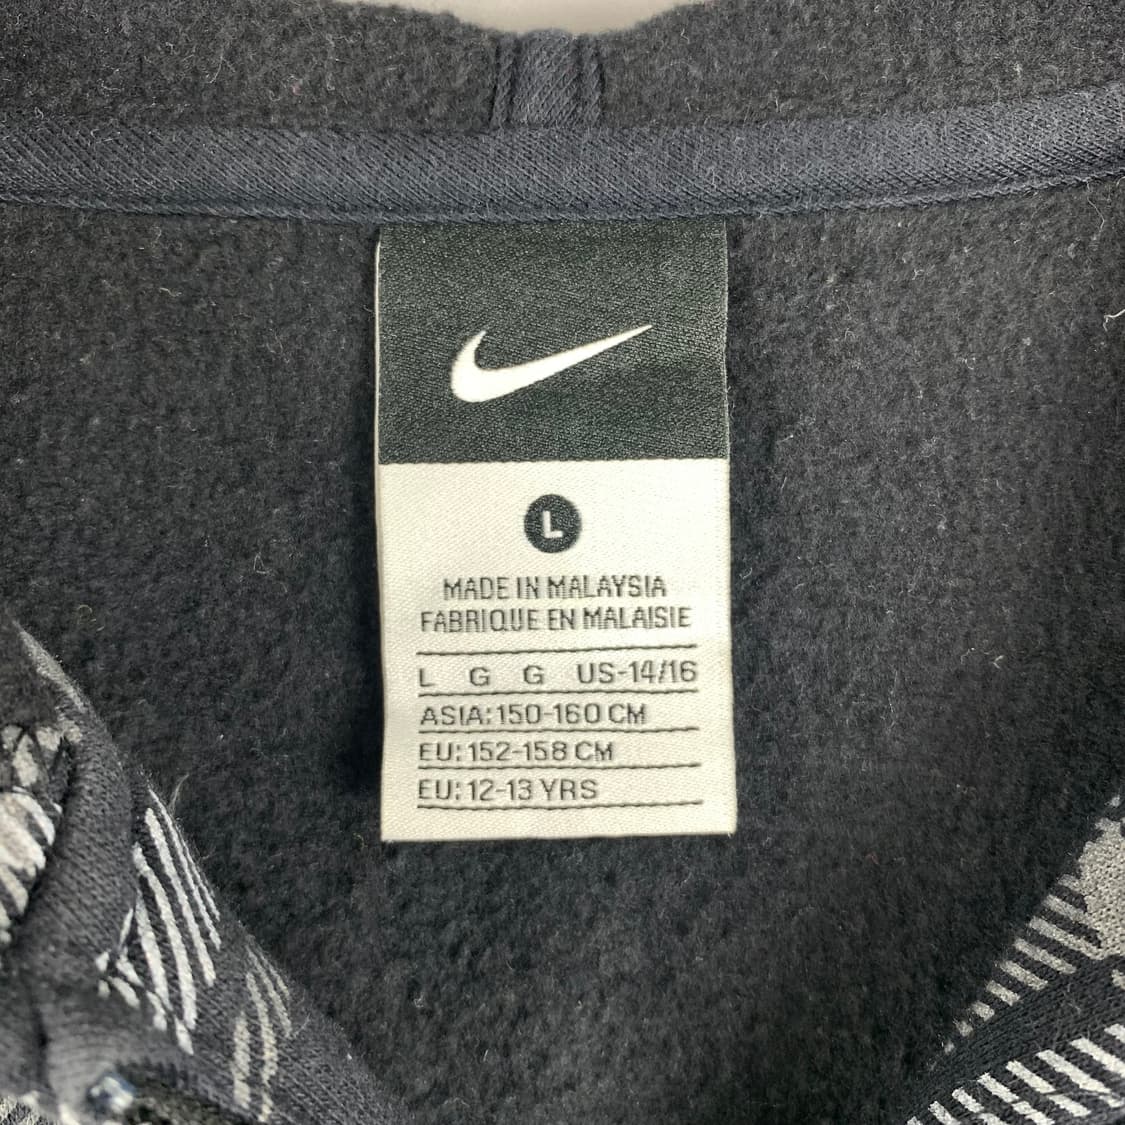 L
MADE IN MALAYSIA
FABRIQUE EN MALAISIE
L G G US-14/16
ASIA: 150-160 CM
EU: 152-158 CM
EU: 12-13 YRS